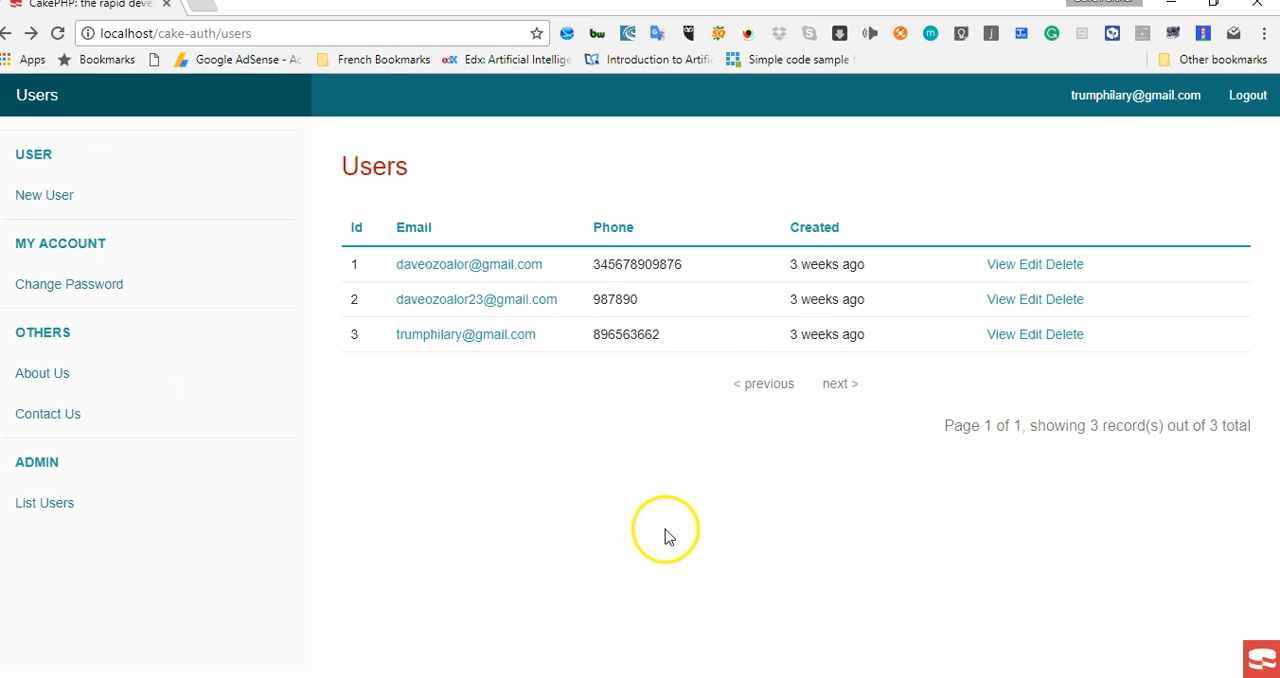 CakePHP: the rapid deve
localhost/cake-auth/users
Apps Bookmarks Google AdSense - Ac French Bookmarks Edx: Artificial Intellige Introduction to Artific Simple code sample f Other bookmarks
Users trumphilary@gmail.com Logout
USER
New User
MY ACCOUNT
Change Password
OTHERS
About Us
Contact Us
ADMIN
List Users
Users
Id Email Phone Created
1 daveozoalor@gmail.com 345678909876 3 weeks ago View Edit Delete
2 daveozoalor23@gmail.com 987890 3 weeks ago View Edit Delete
3 trumphilary@gmail.com 896563662 3 weeks ago View Edit Delete
< previous next >
Page 1 of 1, showing 3 record(s) out of 3 total